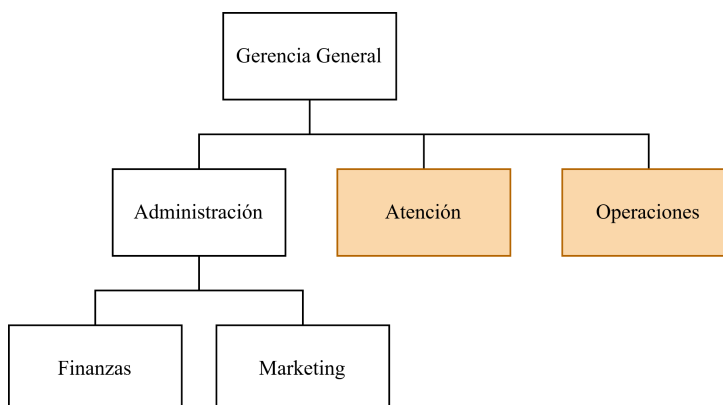 Gerencia General
Administración
Atención
Operaciones
Finanzas
Marketing